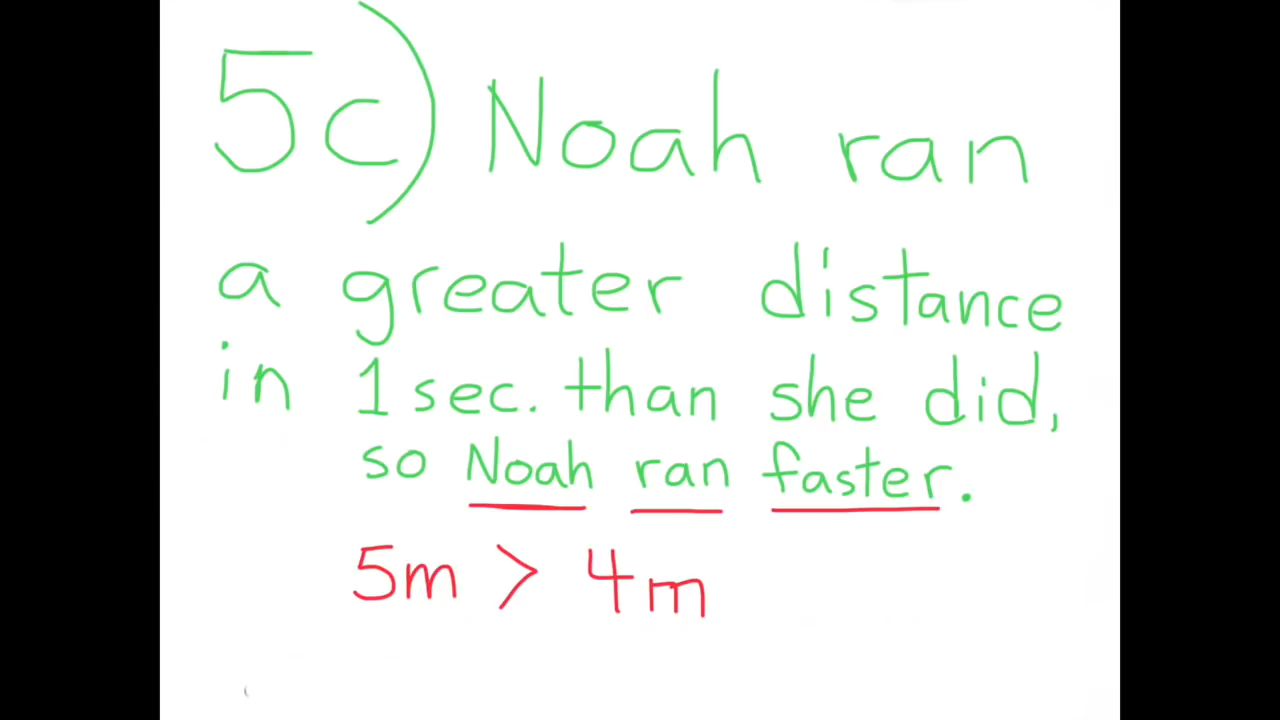 5c) Noah ran
a greater distance
in 1 sec. than she did,
so Noah ran faster.
5m > 4m